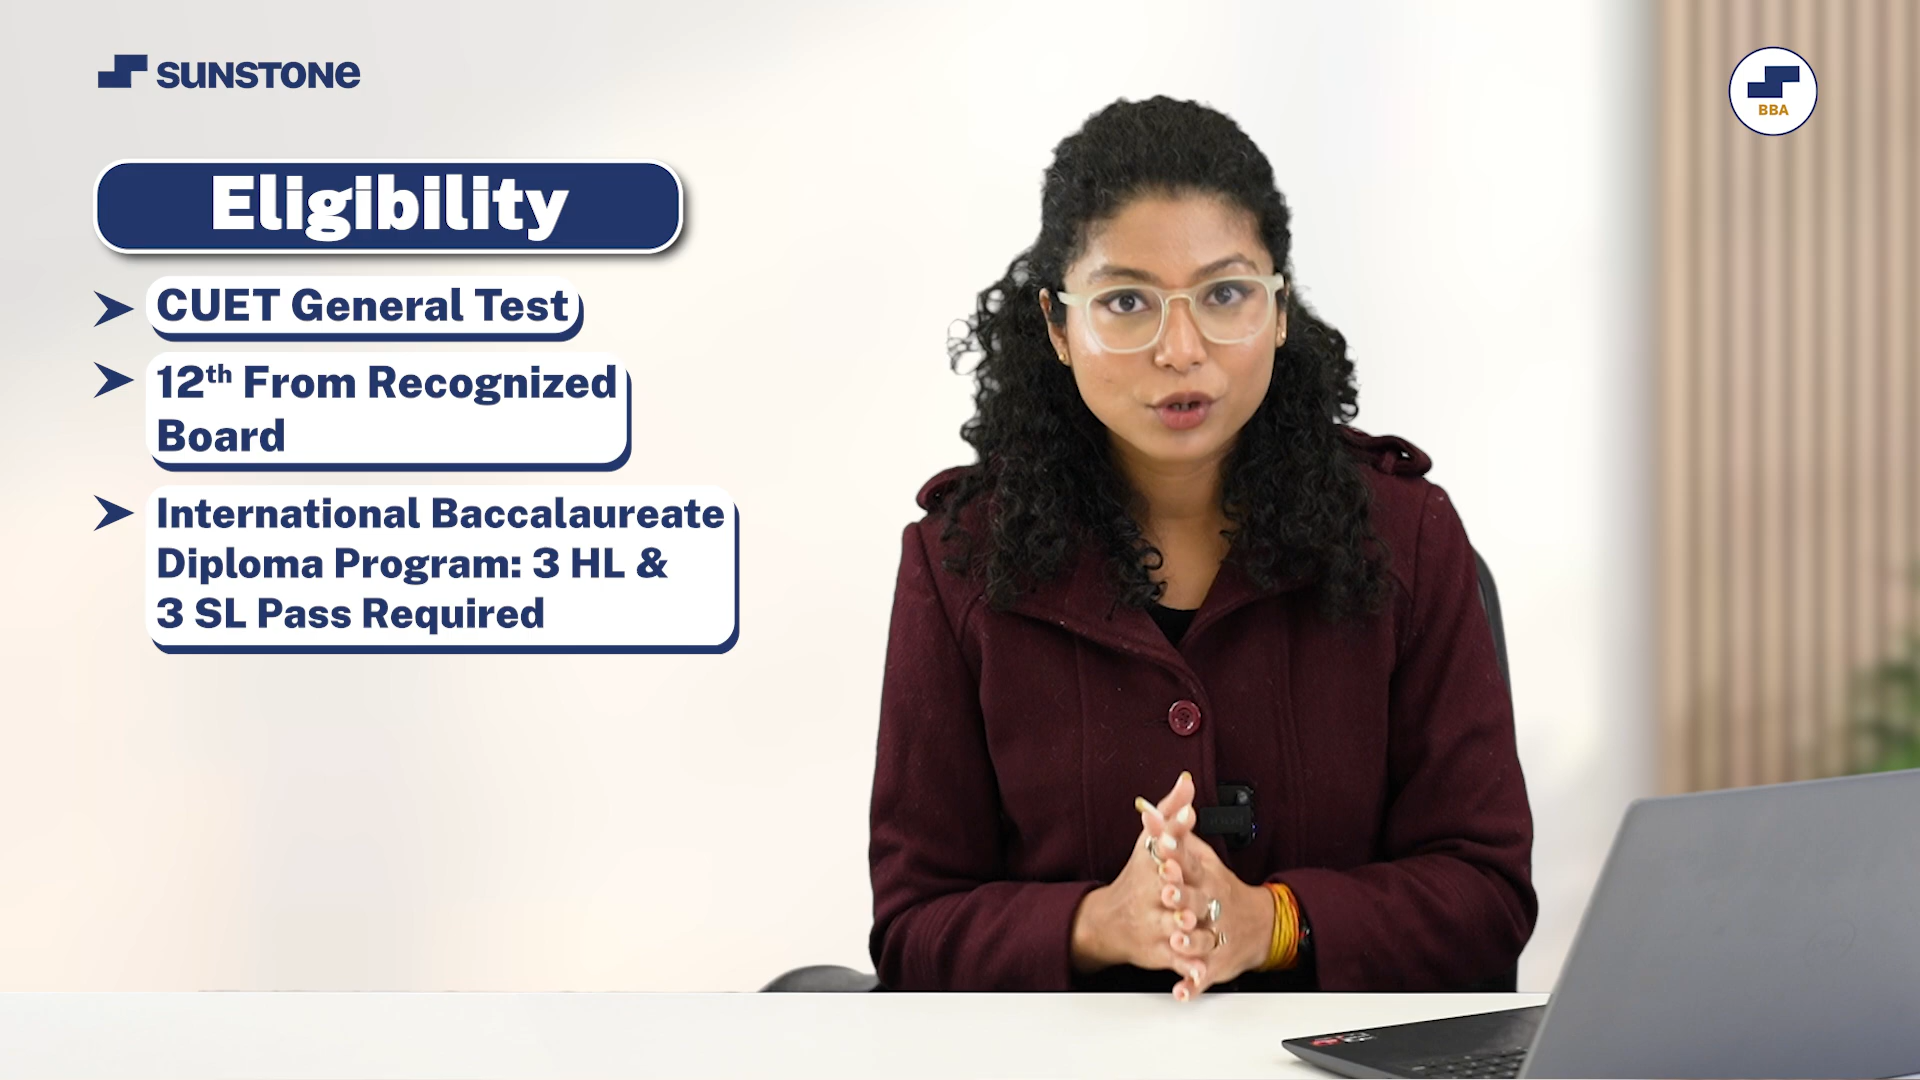 SUNSTONE
BBA
Eligibility
CUET General Test
12th From Recognized
Board
International Baccalaureate
Diploma Program: 3 HL &
3 SL Pass Required